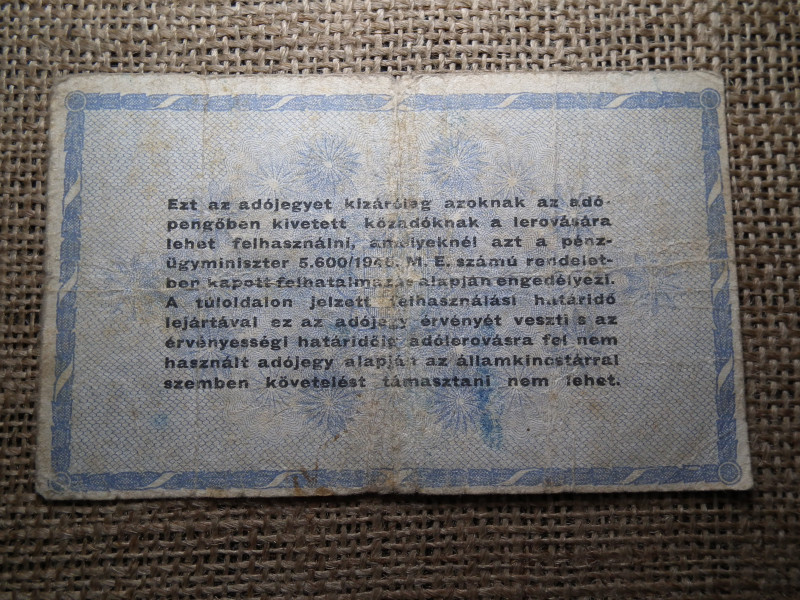 Ezt az adójegyet kizárólag azoknak az adó-
pengőben kivetett közadóknak a lerovására
lehet felhasználni, amelyeknél azt a pénz-
ügyminiszter 5.600/1946. M. E. számú rendelet-
ben kapott felhatalmazás alapján engedélyezi.
A túloldalon jelzett felhasználási határidő
lejártával ez az adójegy érvényét veszti s az
érvényességi határidőig adólerovásra fel nem
használt adójegy alapján az államkincstárral
szemben követelést támasztani nem lehet.